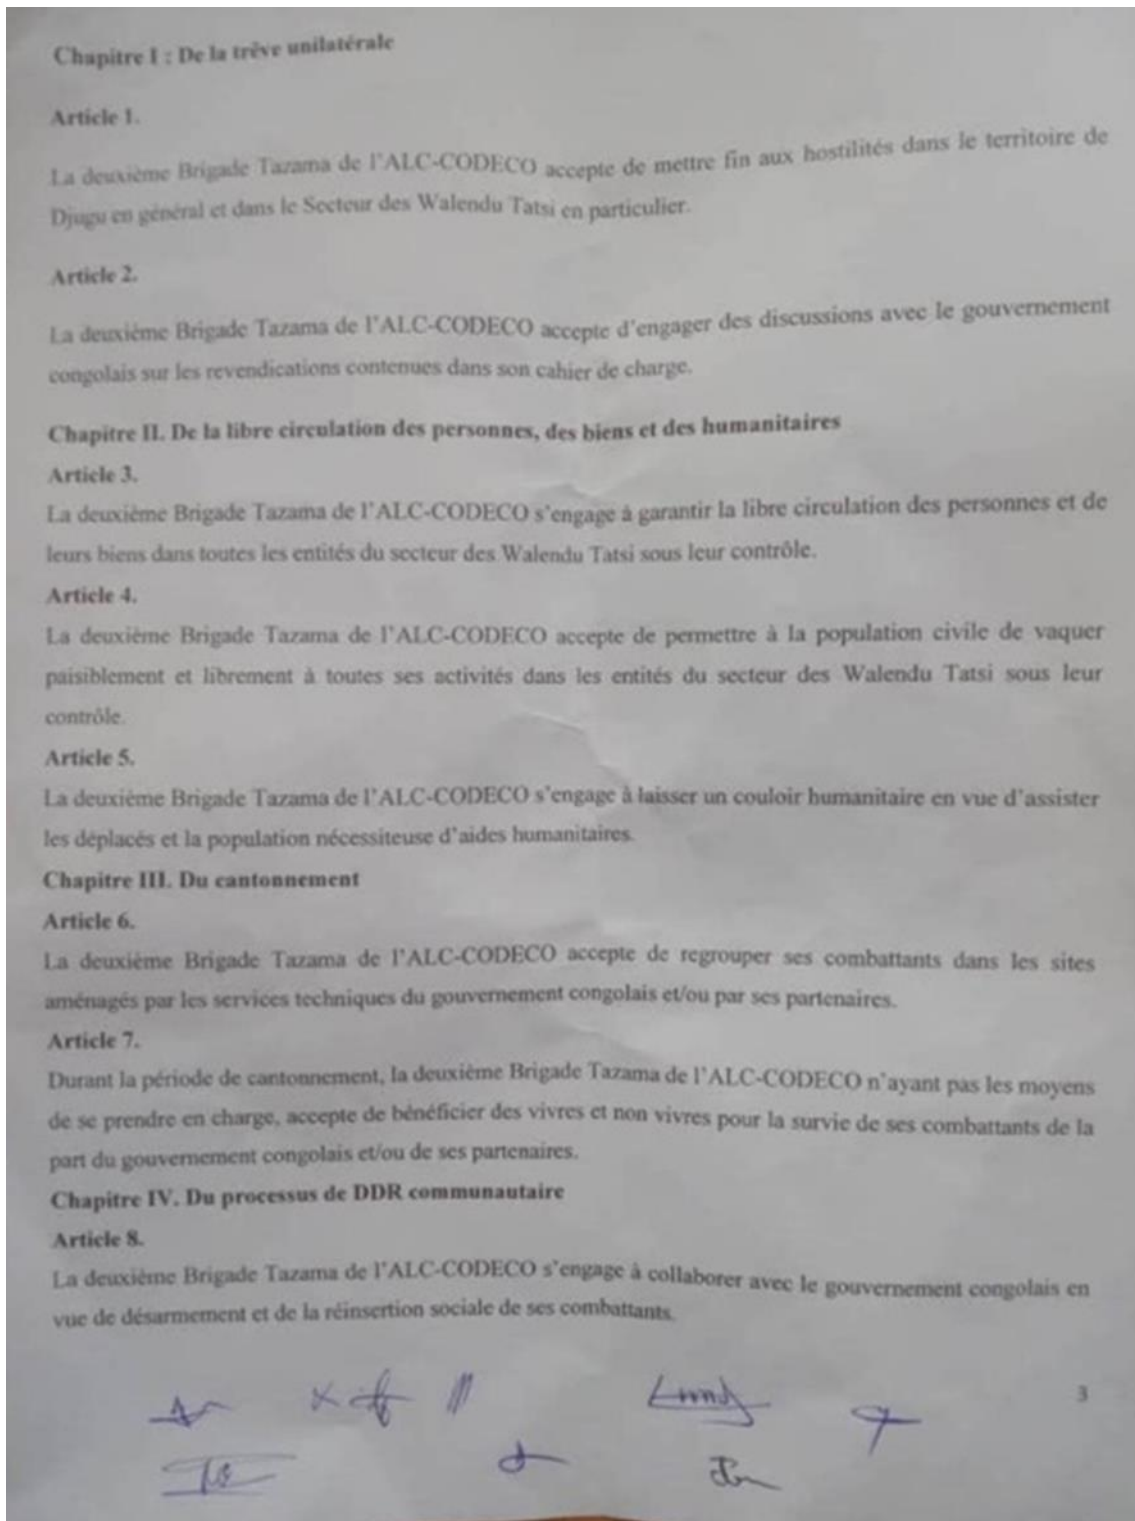 Chapitre I : De la trêve unilatérale
Article 1.
La deuxième Brigade Tazama de l'ALC-CODECO accepte de mettre fin aux hostilités dans le territoire de
Djugu en général et dans le Secteur des Walendu Tatsi en particulier.
Article 2.
La deuxième Brigade Tazama de l'ALC-CODECO accepte d'engager des discussions avec le gouvernement
congolais sur les revendications contenues dans son cahier de charge.
Chapitre II. De la libre circulation des personnes, des biens et des humanitaires
Article 3.
La deuxième Brigade Tazama de l'ALC-CODECO s'engage à garantir la libre circulation des personnes et de
leurs biens dans toutes les entités du secteur des Walendu Tatsi sous leur contrôle.
Article 4.
La deuxième Brigade Tazama de l'ALC-CODECO accepte de permettre à la population civile de vaquer
paisiblement et librement à toutes ses activités dans les entités du secteur des Walendu Tatsi sous leur
contrôle.
Article 5.
La deuxième Brigade Tazama de l'ALC-CODECO s'engage à laisser un couloir humanitaire en vue d'assister
les déplacés et la population nécessiteuse d'aides humanitaires.
Chapitre III. Du cantonnement
Article 6.
La deuxième Brigade Tazama de l'ALC-CODECO accepte de regrouper ses combattants dans les sites
aménagés par les services techniques du gouvernement congolais et/ou par ses partenaires.
Article 7.
Durant la période de cantonnement, la deuxième Brigade Tazama de l'ALC-CODECO n'ayant pas les moyens
de se prendre en charge, accepte de bénéficier des vivres et non vivres pour la survie de ses combattants de la
part du gouvernement congolais et/ou de ses partenaires.
Chapitre IV. Du processus de DDR communautaire
Article 8.
La deuxième Brigade Tazama de l'ALC-CODECO s'engage à collaborer avec le gouvernement congolais en
vue de désarmement et de la réinsertion sociale de ses combattants.
3